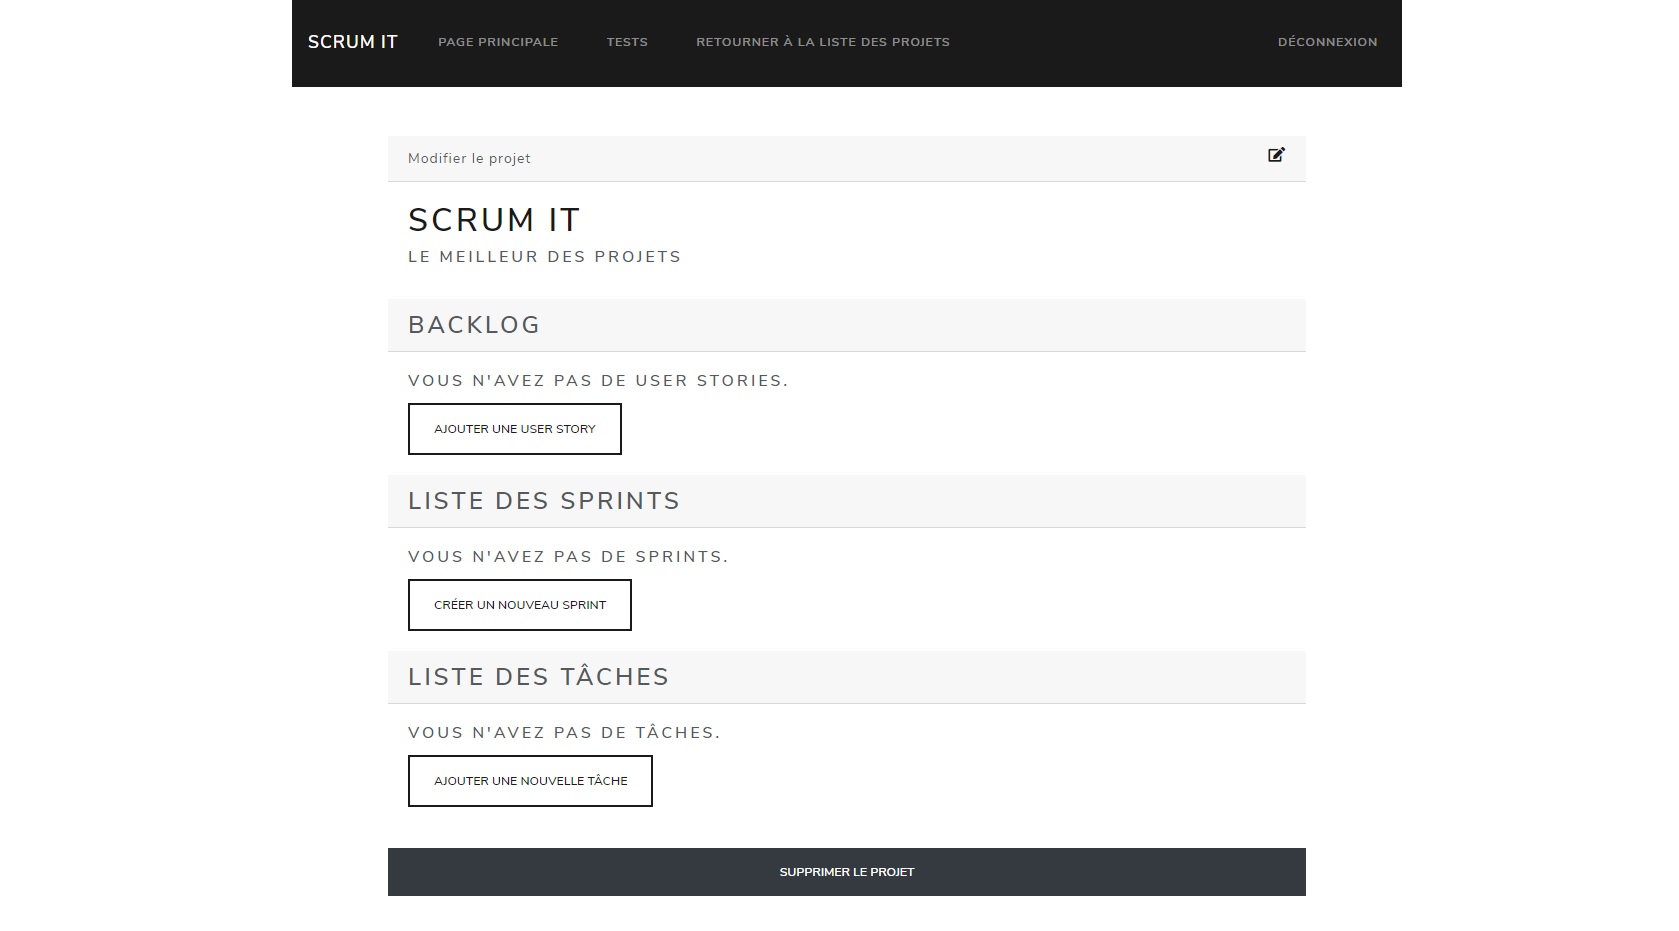 SCRUM IT
PAGE PRINCIPALE
TESTS
RETOURNER À LA LISTE DES PROJETS
DÉCONNEXION
Modifier le projet
SCRUM IT
LE MEILLEUR DES PROJETS
BACKLOG
VOUS N'AVEZ PAS DE USER STORIES.
AJOUTER UNE USER STORY
LISTE DES SPRINTS
VOUS N'AVEZ PAS DE SPRINTS.
CRÉER UN NOUVEAU SPRINT
LISTE DES TÂCHES
VOUS N'AVEZ PAS DE TÂCHES.
AJOUTER UNE NOUVELLE TÂCHE
SUPPRIMER LE PROJET